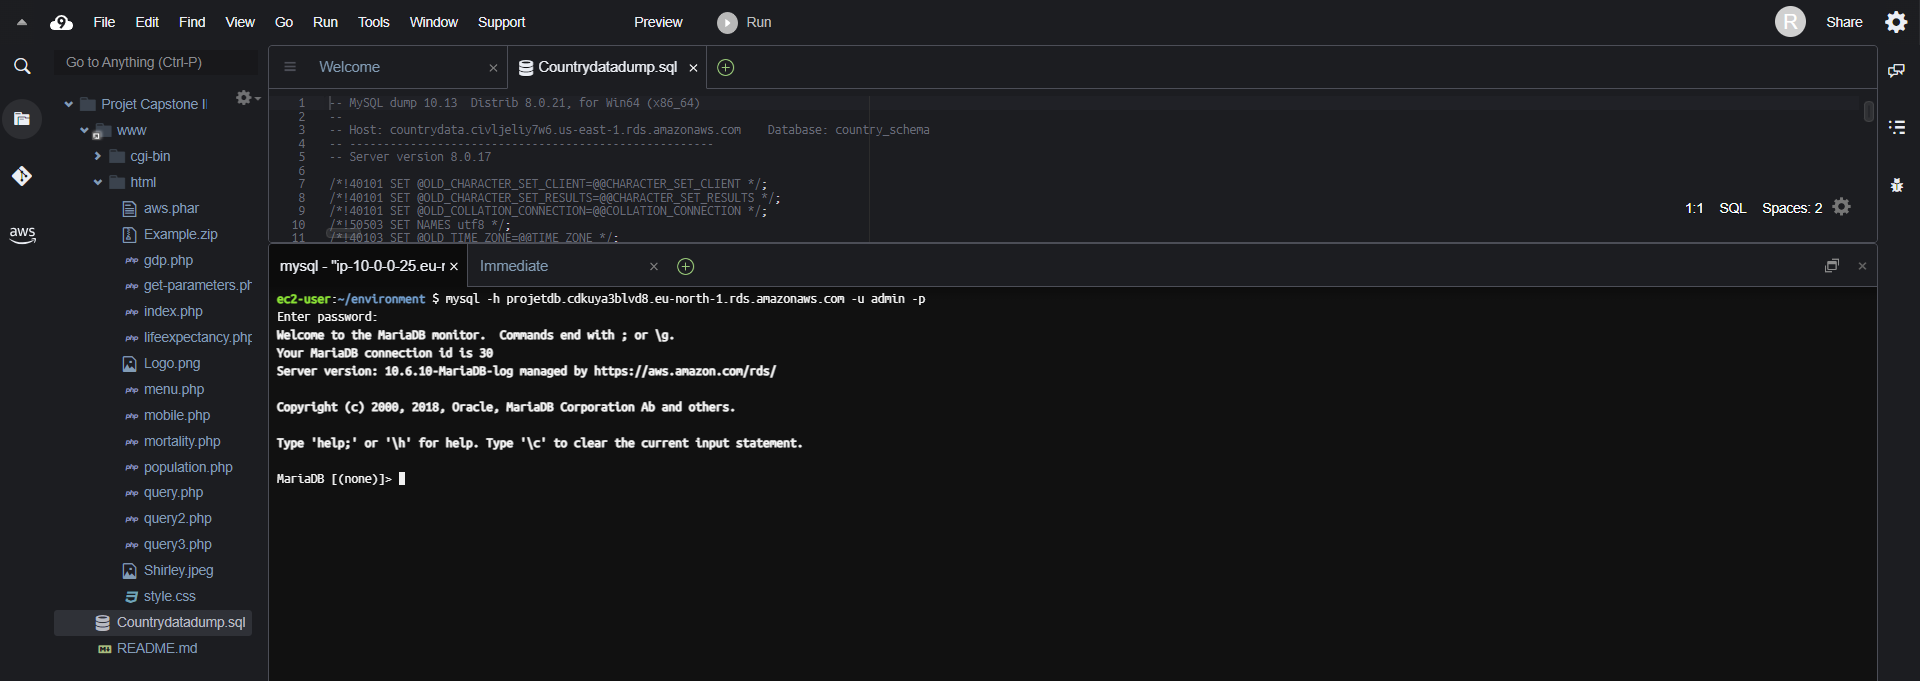 File Edit Find View Go Run Tools Window Support Preview Run R Share
Go to Anything (Ctrl-P)
Projet Capstone II
www
cgi-bin
html
aws.phar
Example.zip
gdp.php
get-parameters.ph
index.php
lifeexpectancy.php
Logo.png
menu.php
mobile.php
mortality.php
population.php
query.php
query2.php
query3.php
Shirley.jpeg
style.css
Countrydatadump.sql
README.md
aws
Welcome
Countrydatadump.sql
1 -- MySQL dump 10.13  Distrib 8.0.21, for Win64 (x86_64)
2 --
3 -- Host: countrydata.civljeliy7w6.us-east-1.rds.amazonaws.com    Database: country_schema
4 -- ------------------------------------------------------
5 -- Server version 8.0.17
6
7 /*!40101 SET @OLD_CHARACTER_SET_CLIENT=@@CHARACTER_SET_CLIENT */;
8 /*!40101 SET @OLD_CHARACTER_SET_RESULTS=@@CHARACTER_SET_RESULTS */;
9 /*!40101 SET @OLD_COLLATION_CONNECTION=@@COLLATION_CONNECTION */;
10 /*!50503 SET NAMES utf8 */;
11 /*!40103 SET @OLD_TIME_ZONE=@@TIME_ZONE */;
1:1 SQL Spaces: 2
mysql - "ip-10-0-0-25.eu-r
Immediate
ec2-user:~/environment $ mysql -h projetdb.cdkuya3blvd8.eu-north-1.rds.amazonaws.com -u admin -p
Enter password:
Welcome to the MariaDB monitor.  Commands end with ; or \g.
Your MariaDB connection id is 30
Server version: 10.6.10-MariaDB-log managed by https://aws.amazon.com/rds/
Copyright (c) 2000, 2018, Oracle, MariaDB Corporation Ab and others.
Type 'help;' or '\h' for help. Type '\c' to clear the current input statement.
MariaDB [(none)]>